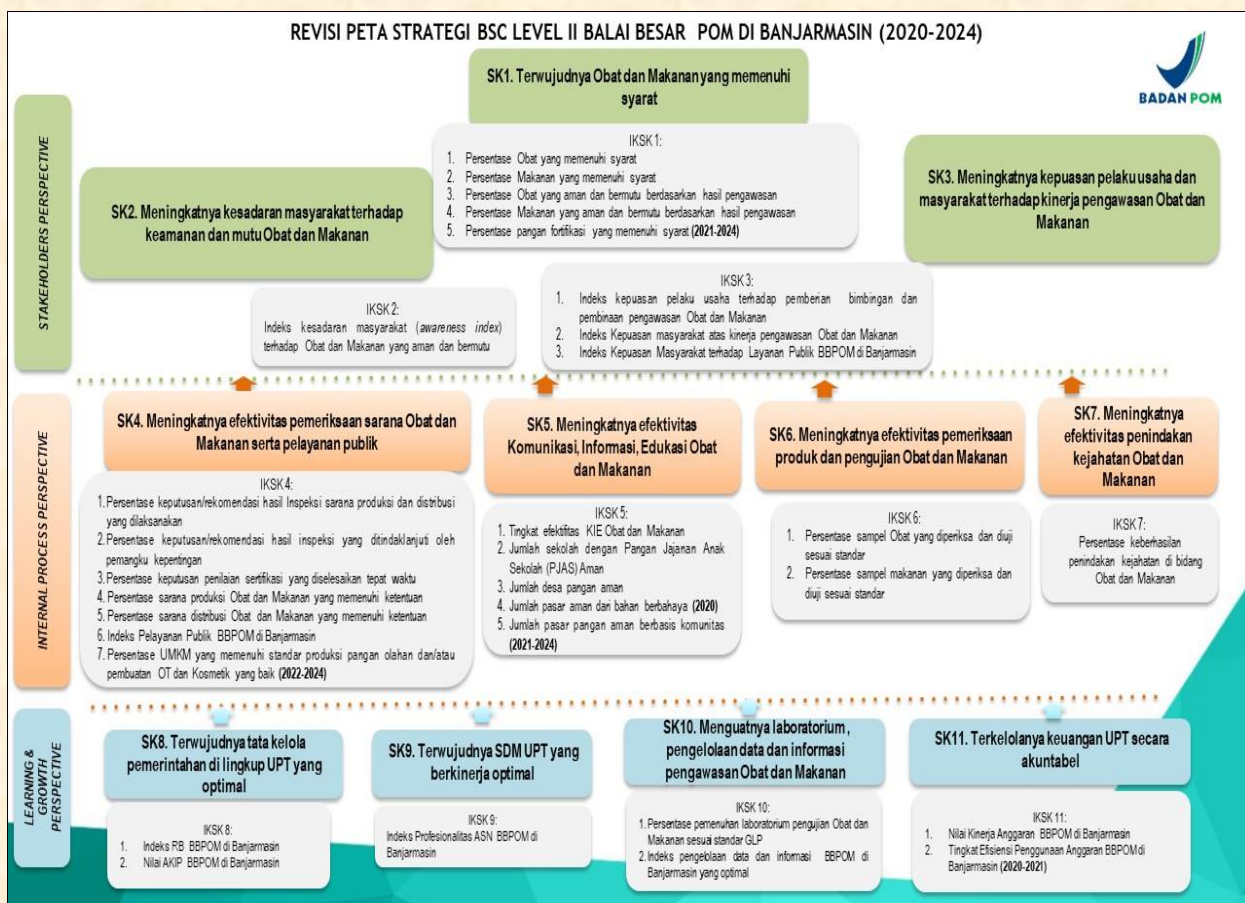 REVISI PETA STRATEGI BSC LEVEL II BALAI BESAR POM DI BANJARMASIN (2020-2024)
BADAN POM
STAKEHOLDERS PERSPECTIVE
SK1. Terwujudnya Obat dan Makanan yang memenuhi
syarat
IKSK 1:
1. Persentase Obat yang memenuhi syarat
2. Persentase Makanan yang memenuhi syarat
3. Persentase Obat yang aman dan bermutu berdasarkan hasil pengawasan
4. Persentase Makanan yang aman dan bermutu berdasarkan hasil pengawasan
5. Persentase pangan fortifikasi yang memenuhi syarat (2021-2024)
SK2. Meningkatnya kesadaran masyarakat terhadap
keamanan dan mutu Obat dan Makanan
IKSK 2:
Indeks kesadaran masyarakat (awareness index)
terhadap Obat dan Makanan yang aman dan bermutu
SK3. Meningkatnya kepuasan pelaku usaha dan
masyarakat terhadap kinerja pengawasan Obat dan
Makanan
IKSK 3:
1. Indeks kepuasan pelaku usaha terhadap pemberian bimbingan dan
pembinaan pengawasan Obat dan Makanan
2. Indeks Kepuasan masyarakat atas kinerja pengawasan Obat dan Makanan
3. Indeks Kepuasan Masyarakat terhadap Layanan Publik BBPOM di Banjarmasin
INTERNAL PROCESS PERSPECTIVE
SK4. Meningkatnya efektivitas pemeriksaan sarana Obat dan
Makanan serta pelayanan publik
IKSK 4:
1. Persentase keputusan/rekomendasi hasil Inspeksi sarana produksi dan distribusi
yang dilaksanakan
2. Persentase keputusan/rekomendasi hasil inspeksi yang ditindaklanjuti oleh
pemangku kepentingan
3. Persentase keputusan penilaian sertifikasi yang diselesaikan tepat waktu
4. Persentase sarana produksi Obat dan Makanan yang memenuhi ketentuan
5. Persentase sarana distribusi Obat dan Makanan yang memenuhi ketentuan
6. Indeks Pelayanan Publik BBPOM di Banjarmasin
7. Persentase UMKM yang memenuhi standar produksi pangan olahan dan/atau
pembuatan OT dan Kosmetik yang baik (2022-2024)
SK5. Meningkatnya efektivitas
Komunikasi, Informasi, Edukasi Obat
dan Makanan
IKSK 5:
1. Tingkat efektifitas KIE Obat dan Makanan
2. Jumlah sekolah dengan Pangan Jajanan Anak
Sekolah (PJAS) Aman
3. Jumlah desa pangan aman
4. Jumlah pasar aman dari bahan berbahaya (2020)
5. Jumlah pasar pangan aman berbasis komunitas
(2021-2024)
SK6. Meningkatnya efektivitas pemeriksaan
produk dan pengujian Obat dan Makanan
IKSK 6:
1. Persentase sampel Obat yang diperiksa dan diuji
sesuai standar
2. Persentase sampel makanan yang diperiksa dan
diuji sesuai standar
SK7. Meningkatnya
efektivitas penindakan
kejahatan Obat dan
Makanan
IKSK 7:
Persentase keberhasilan
penindakan kejahatan di bidang
Obat dan Makanan
LEARNING &
GROWTH
PERSPECTIVE
SK8. Terwujudnya tata kelola
pemerintahan di lingkup UPT yang
optimal
IKSK 8:
1. Indeks RB BBPOM di Banjarmasin
2. Nilai AKIP BBPOM di Banjarmasin
SK9. Terwujudnya SDM UPT yang
berkinerja optimal
IKSK 9:
Indeks Profesionalitas ASN BBPOM di
Banjarmasin
SK10. Menguatnya laboratorium ,
pengelolaan data dan informasi
pengawasan Obat dan Makanan
IKSK 10:
1. Persentase pemenuhan laboratorium pengujian Obat dan
Makanan sesuai standar GLP
2. Indeks pengelolaan data dan informasi BBPOM di
Banjarmasin yang optimal
SK11. Terkelolanya keuangan UPT secara
akuntabel
IKSK 11:
1. Nilai Kinerja Anggaran BBPOM di Banjarmasin
2. Tingkat Efisiensi Penggunaan Anggaran BBPOM di
Banjarmasin (2020-2021)